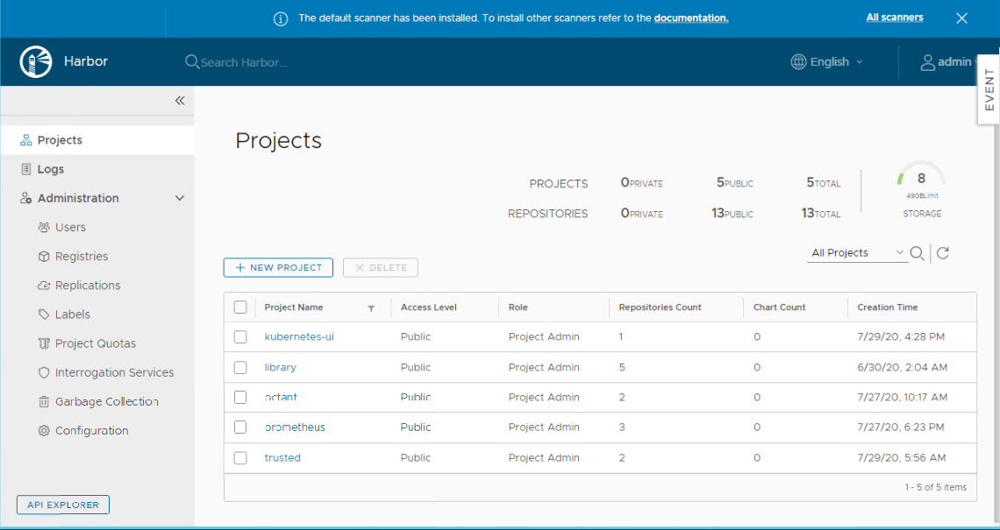 The default scanner has been installed. To install other scanners refer to the documentation. All scanners
Harbor Search Harbor... English admin
EVENT
Projects
Logs
Administration
Users
Registries
Replications
Labels
Project Quotas
Interrogation Services
Garbage Collection
Configuration
API EXPLORER
Projects
PROJECTS 0PRIVATE 5PUBLIC 5TOTAL
REPOSITORIES 0PRIVATE 13PUBLIC 13TOTAL
8
49GBLimit
STORAGE
All Projects
NEW PROJECT DELETE
Project Name Access Level Role Repositories Count Chart Count Creation Time
kubernetes-ui Public Project Admin 1 0 7/29/20, 4:28 PM
library Public Project Admin 5 0 6/30/20, 2:04 AM
octant Public Project Admin 2 0 7/27/20, 10:17 AM
prometheus Public Project Admin 3 0 7/27/20, 6:23 PM
trusted Public Project Admin 2 0 7/29/20, 5:56 AM
1 - 5 of 5 items